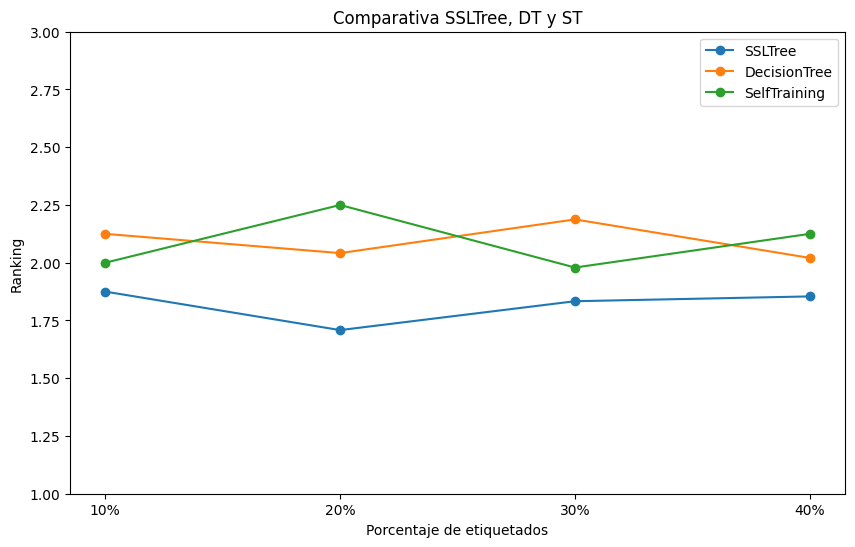 Comparativa SSLTree, DT y ST
SSLTree
DecisionTree
SelfTraining
Ranking
3.00
2.75
2.50
2.25
2.00
1.75
1.50
1.25
1.00
10%
20%
30%
40%
Porcentaje de etiquetados